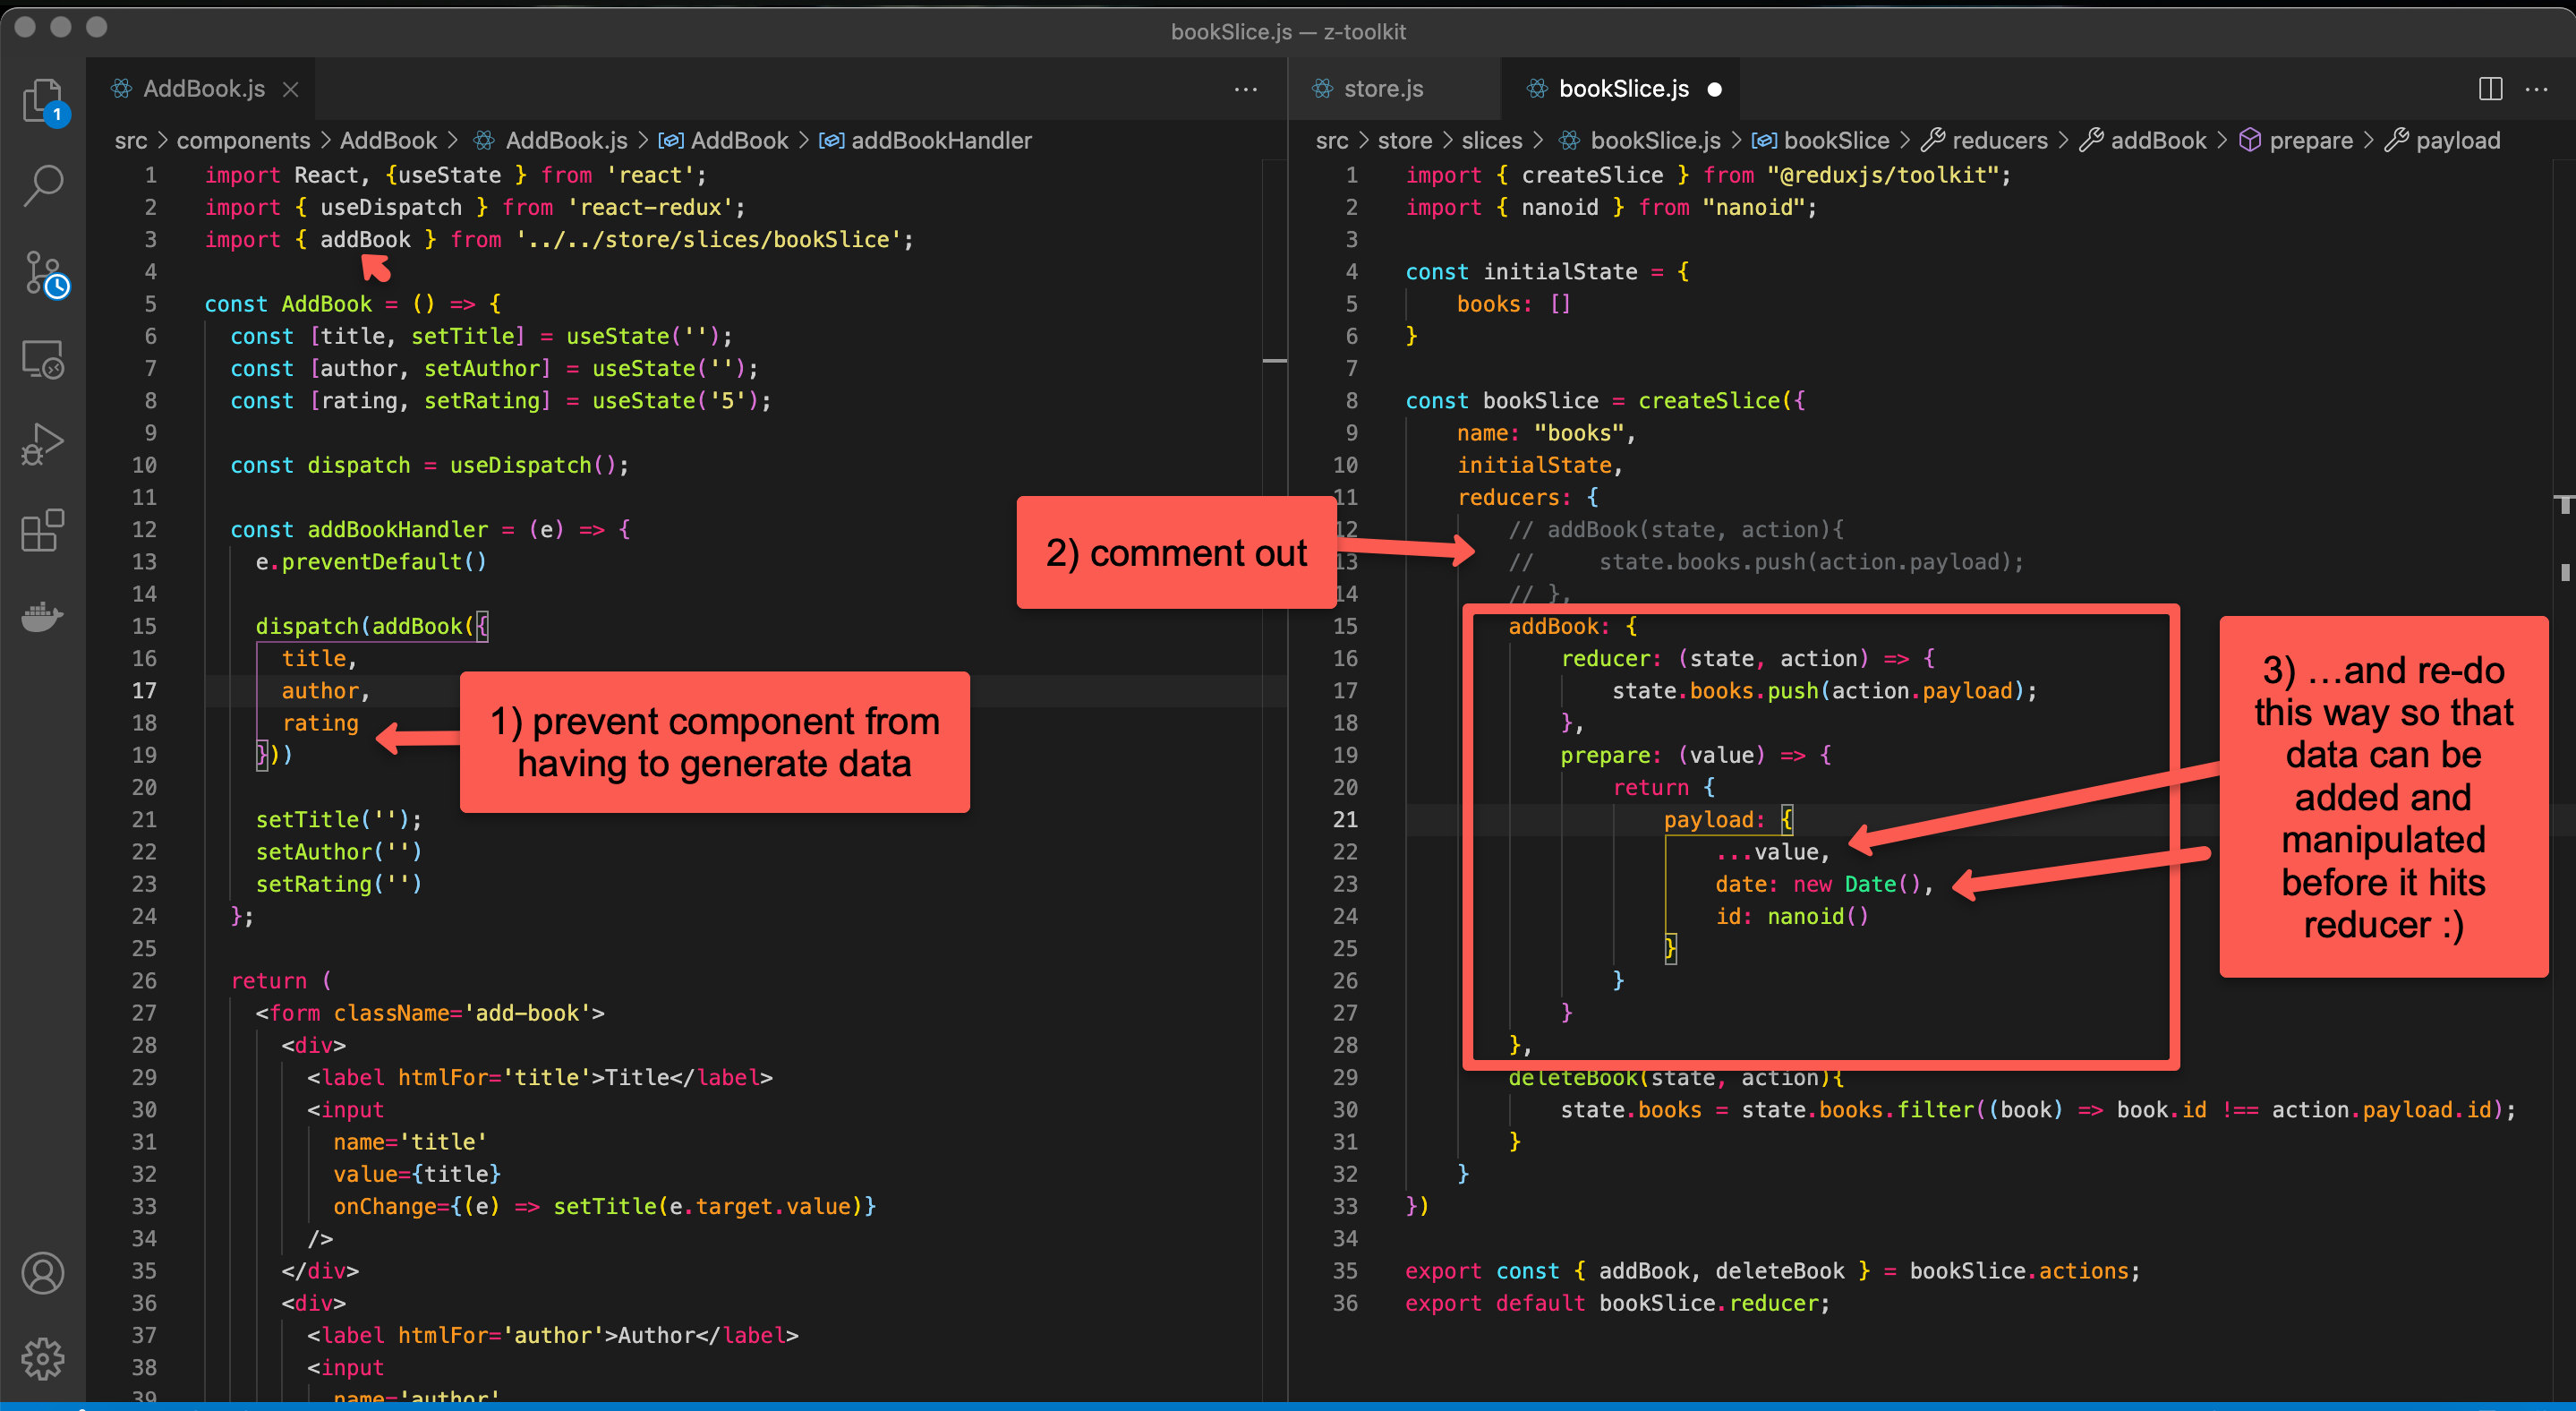 bookSlice.js — z-toolkit
AddBook.js
src > components > AddBook > AddBook.js > AddBook > addBookHandler
1 import React, {useState } from 'react';
2 import { useDispatch } from 'react-redux';
3 import { addBook } from '../../store/slices/bookSlice';
4
5 const AddBook = () => {
6 const [title, setTitle] = useState('');
7 const [author, setAuthor] = useState('');
8 const [rating, setRating] = useState('5');
9
10 const dispatch = useDispatch();
11
12 const addBookHandler = (e) => {
13 e.preventDefault()
14
15 dispatch(addBook({
16 title,
17 author,
18 rating
19 }))
20
21 setTitle('');
22 setAuthor('')
23 setRating('')
24 };
25
26 return (
27 <form className='add-book'>
28 <div>
29 <label htmlFor='title'>Title</label>
30 <input
31 name='title'
32 value={title}
33 onChange={(e) => setTitle(e.target.value)}
34 />
35 </div>
36 <div>
37 <label htmlFor='author'>Author</label>
38 <input
39 name='author'
1
1) prevent component from
having to generate data
2) comment out
store.js
bookSlice.js
src > store > slices > bookSlice.js > bookSlice > reducers > addBook > prepare > payload
1 import { createSlice } from "@reduxjs/toolkit";
2 import { nanoid } from "nanoid";
3
4 const initialState = {
5 books: []
6 }
7
8 const bookSlice = createSlice({
9 name: "books",
10 initialState,
11 reducers: {
12 // addBook(state, action){
13 // state.books.push(action.payload);
14 // },
15 addBook: {
16 reducer: (state, action) => {
17 state.books.push(action.payload);
18 },
19 prepare: (value) => {
20 return {
21 payload: {
22 ...value,
23 date: new Date(),
24 id: nanoid()
25 }
26 }
27 }
28 },
29 deleteBook(state, action){
30 state.books = state.books.filter((book) => book.id !== action.payload.id);
31 }
32 }
33 })
34
35 export const { addBook, deleteBook } = bookSlice.actions;
36 export default bookSlice.reducer;
3) ...and re-do
this way so that
data can be
added and
manipulated
before it hits
reducer :)